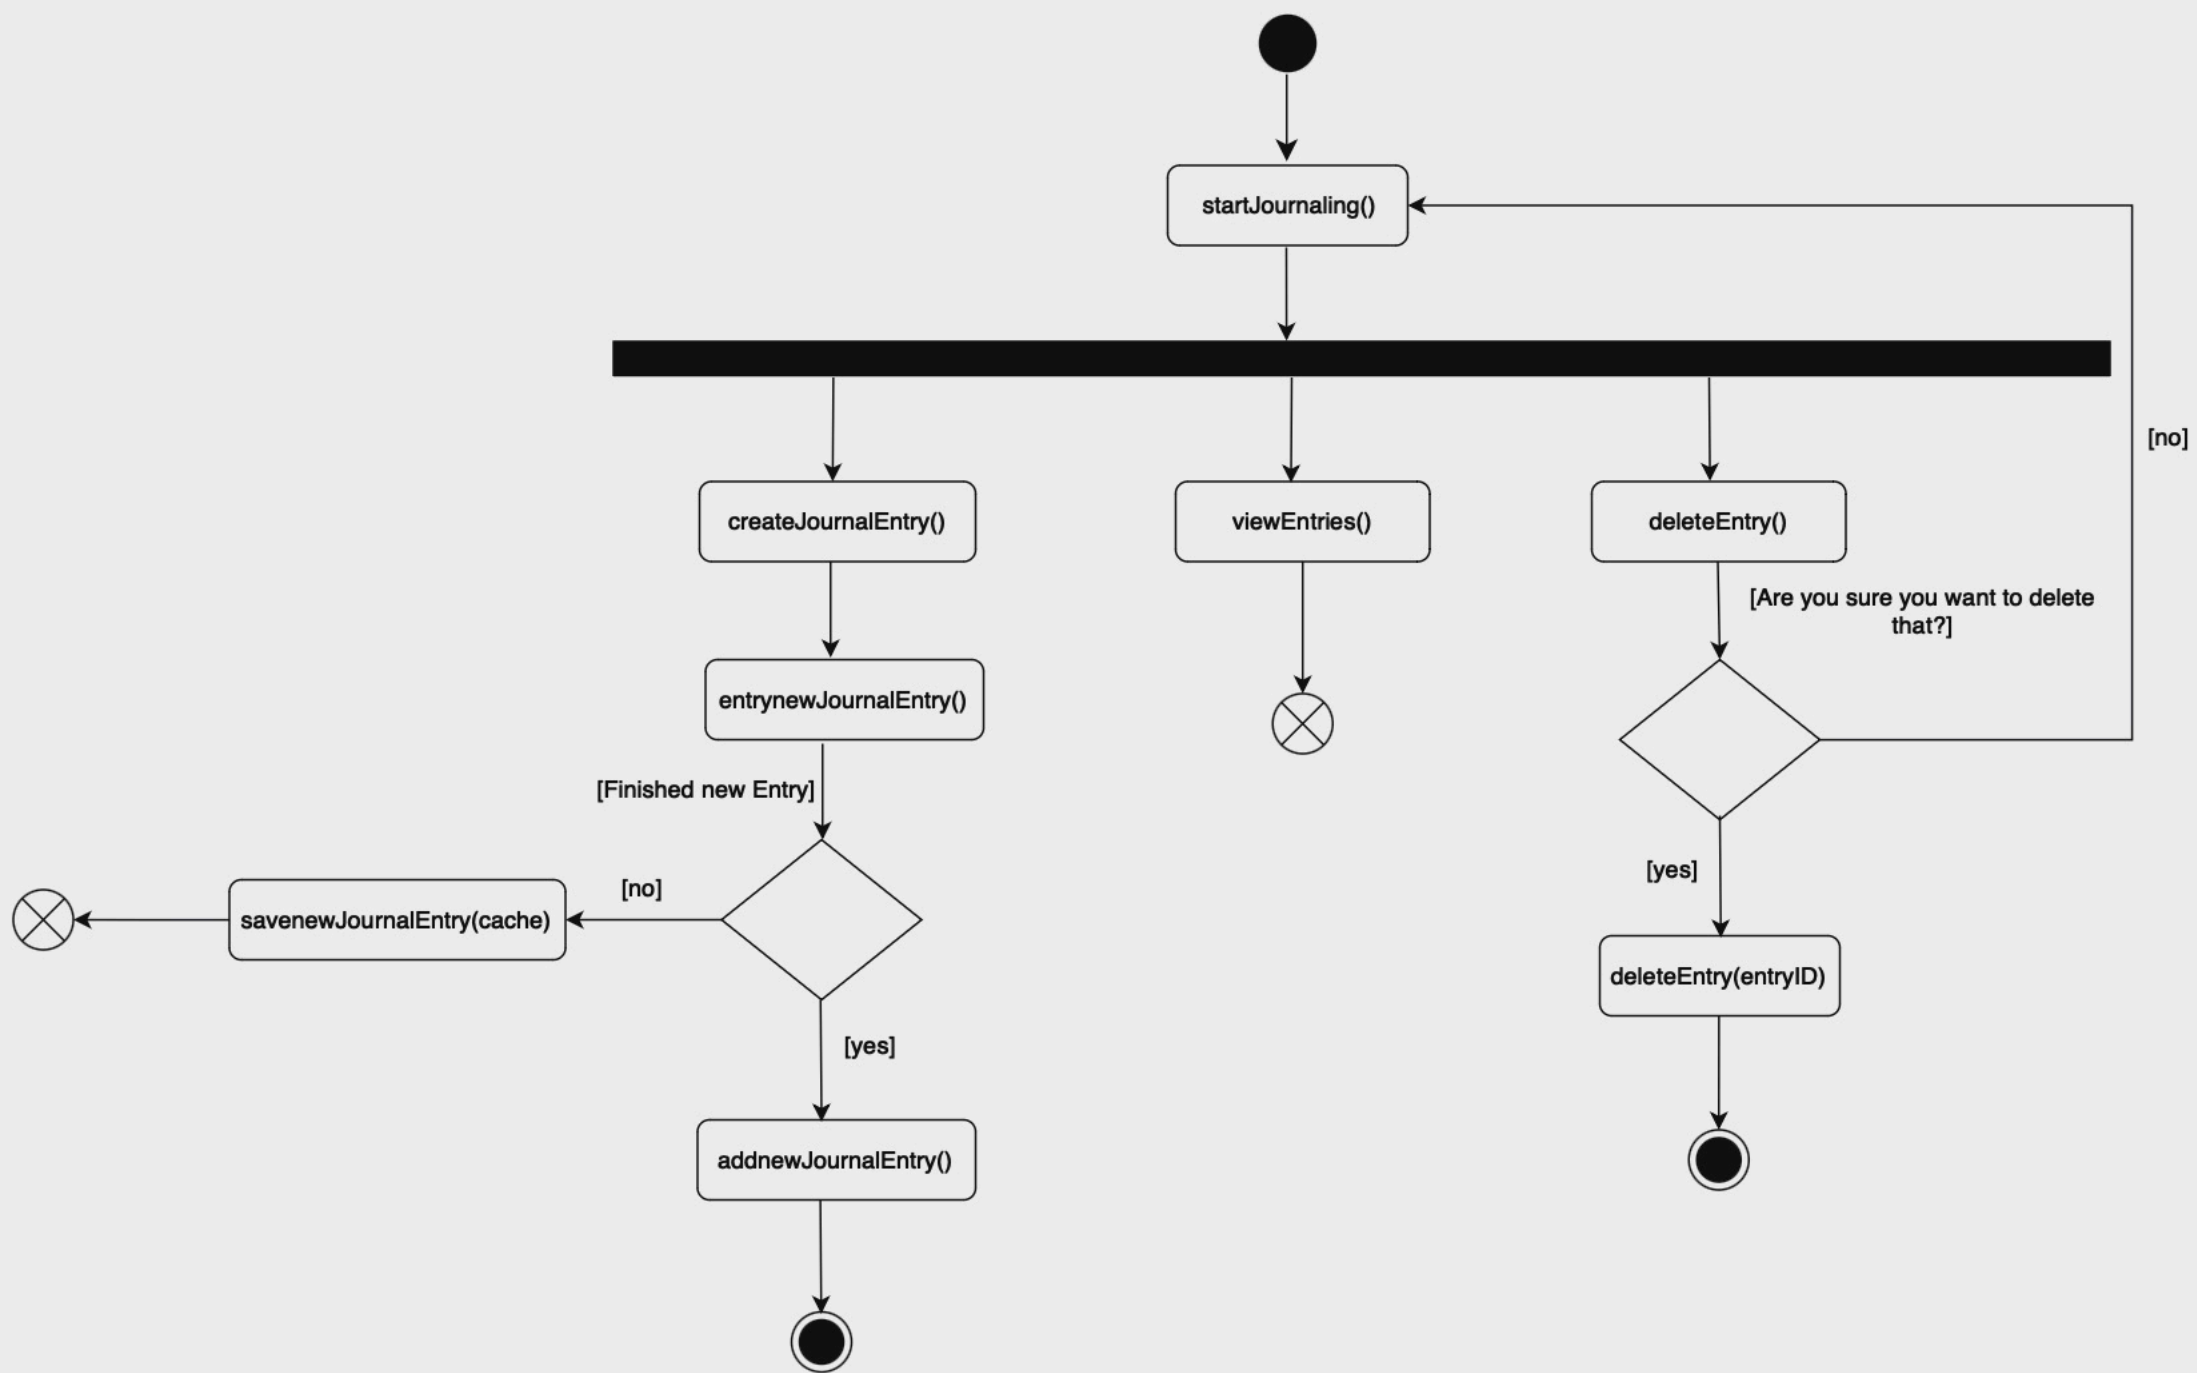 startJournaling()
[no]
createJournalEntry()
viewEntries()
deleteEntry()
[Are you sure you want to delete
that?]
entrynewJournalEntry()
[Finished new Entry]
[no]
[yes]
savenewJournalEntry(cache)
deleteEntry(entryID)
[yes]
addnewJournalEntry()